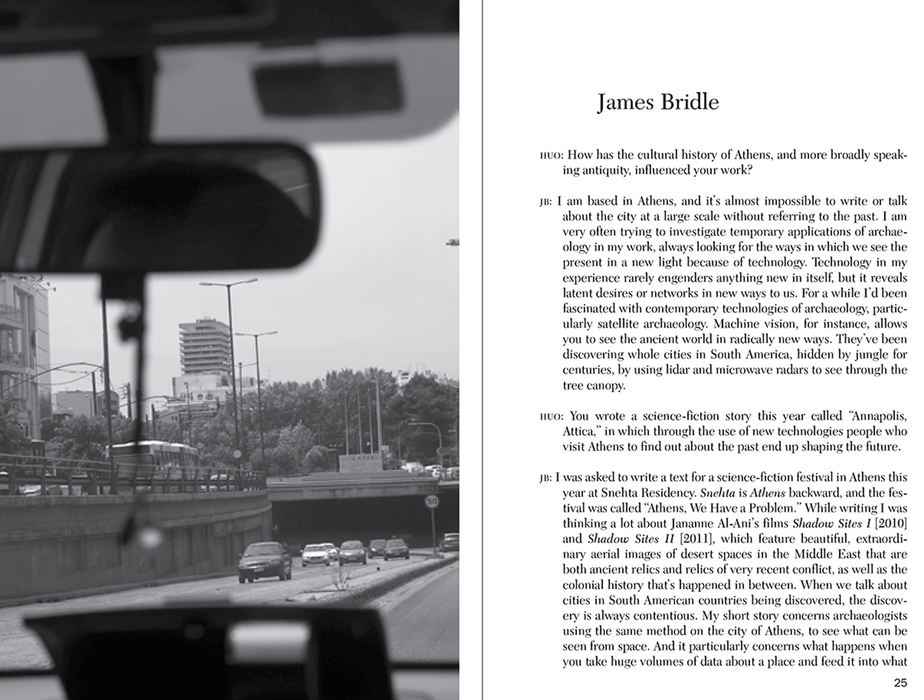 50
James Bridle
HUO: How has the cultural history of Athens, and more broadly speak-
ing antiquity, influenced your work?
JB: I am based in Athens, and it's almost impossible to write or talk
about the city at a large scale without referring to the past. I am
very often trying to investigate temporary applications of archae-
ology in my work, always looking for the ways in which we see the
present in a new light because of technology. Technology in my
experience rarely engenders anything new in itself, but it reveals
latent desires or networks in new ways to us. For a while I'd been
fascinated with contemporary technologies of archaeology, partic-
ularly satellite archaeology. Machine vision, for instance, allows
you to see the ancient world in radically new ways. They've been
discovering whole cities in South America, hidden by jungle for
centuries, by using lidar and microwave radars to see through the
tree canopy.
HUO: You wrote a science-fiction story this year called “Annapolis,
Attica,” in which through the use of new technologies people who
visit Athens to find out about the past end up shaping the future.
JB: I was asked to write a text for a science-fiction festival in Athens this
year at Snehta Residency. Snehta is Athens backward, and the fes-
tival was called “Athens, We Have a Problem.” While writing I was
thinking a lot about Jananne Al-Ani's films Shadow Sites I [2010]
and Shadow Sites II [2011], which feature beautiful, extraordi-
nary aerial images of desert spaces in the Middle East that are
both ancient relics and relics of very recent conflict, as well as the
colonial history that's happened in between. When we talk about
cities in South American countries being discovered, the discov-
ery is always contentious. My short story concerns archaeologists
using the same method on the city of Athens, to see what can be
seen from space. And it particularly concerns what happens when
you take huge volumes of data about a place and feed it into what
25